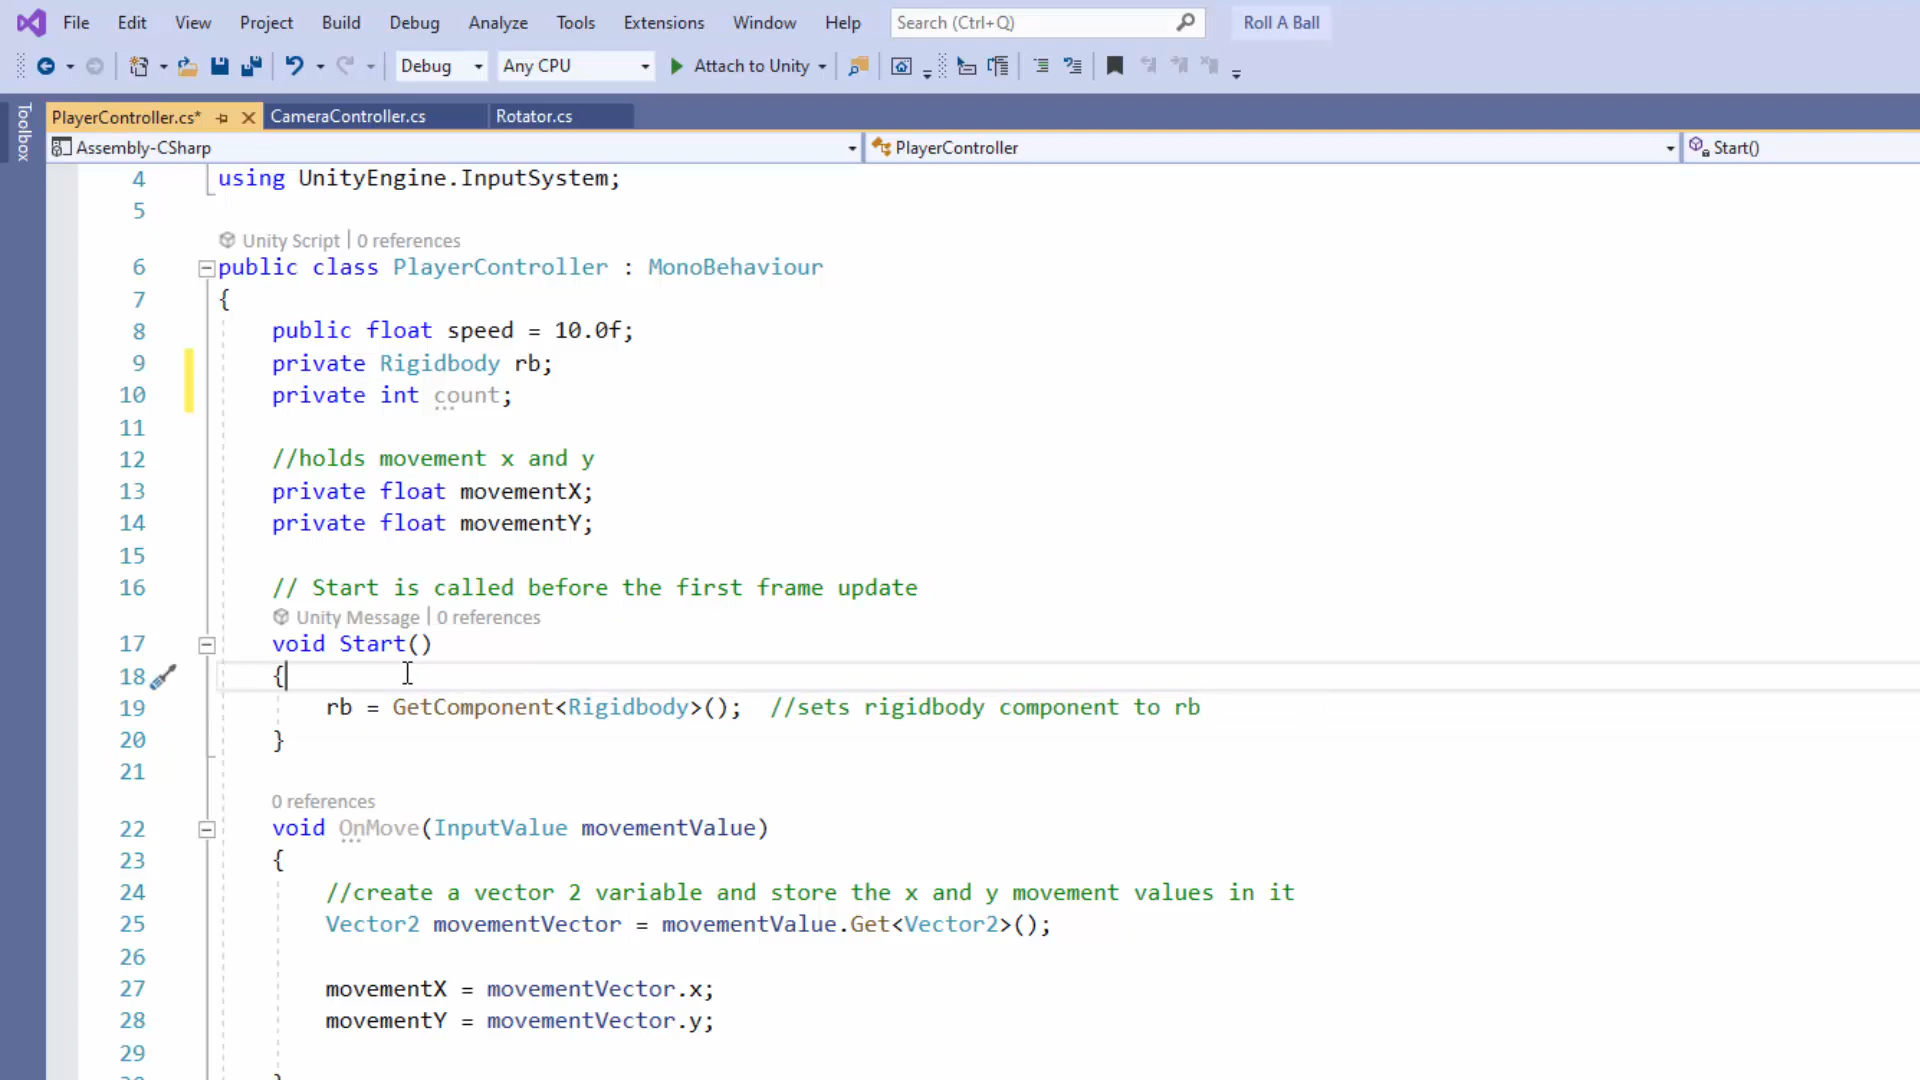 File Edit View Project Build Debug Analyze Tools Extensions Window Help Search (Ctrl+Q) Roll A Ball
Debug Any CPU Attach to Unity
Toolbox
PlayerController.cs* CameraController.cs Rotator.cs
Assembly-CSharp PlayerController Start()
4 using UnityEngine.InputSystem;
5
Unity Script | 0 references
6 public class PlayerController : MonoBehaviour
7 {
8 public float speed = 10.0f;
9 private Rigidbody rb;
10 private int count;
11
12 //holds movement x and y
13 private float movementX;
14 private float movementY;
15
16 // Start is called before the first frame update
Unity Message | 0 references
17 void Start()
18 {
19 rb = GetComponent<Rigidbody>(); //sets rigidbody component to rb
20 }
21
0 references
22 void OnMove(InputValue movementValue)
23 {
24 //create a vector 2 variable and store the x and y movement values in it
25 Vector2 movementVector = movementValue.Get<Vector2>();
26
27 movementX = movementVector.x;
28 movementY = movementVector.y;
29